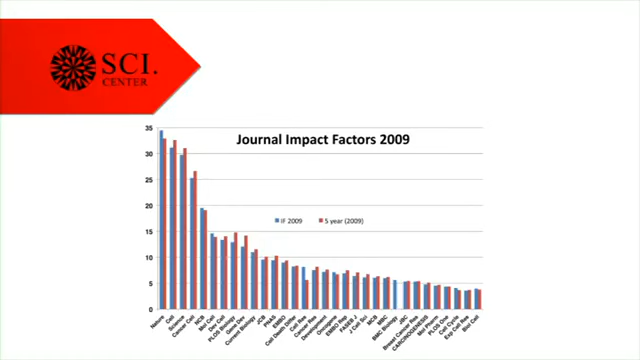 SCI.
CENTER
Journal Impact Factors 2009
IF 2009
5 year (2009)
35
30
25
20
15
10
5
0
Nature
Cell
Science
Cancer Cell
NCB
Mol Cell
Dev Cell
PLOS Biology
Gene Dev
Current Biology
JCB
PNAS
EMBO
Cell Death Differ
Cell Res
Cancer Res
Development
Oncogene
EMBO Rep
FASEB J
J Cell Sci
MCB
MBC
BMC Biology
JBC
Breast Cancer Res
CARCINOGENESIS
Mol Pharm
PLOS One
Cell Cycle
Exp Cell Res
Biol Cell